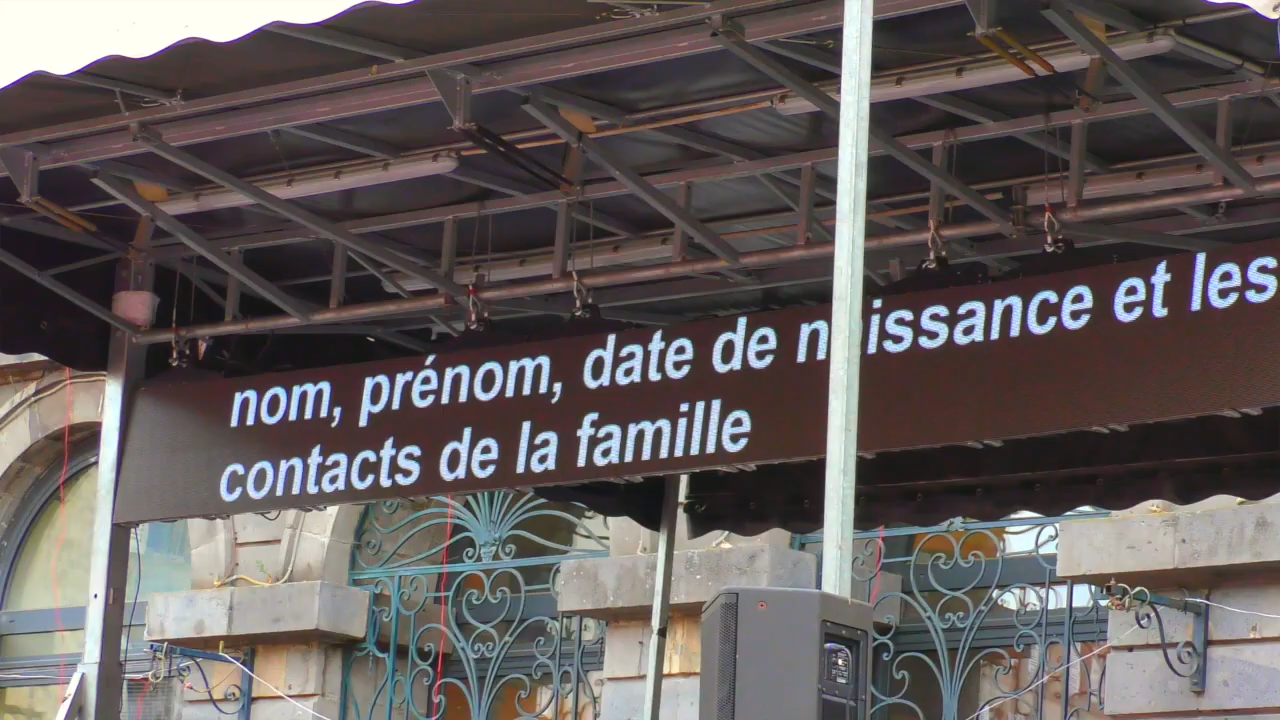 nom, prénom, date de naissance et les
contacts de la famille